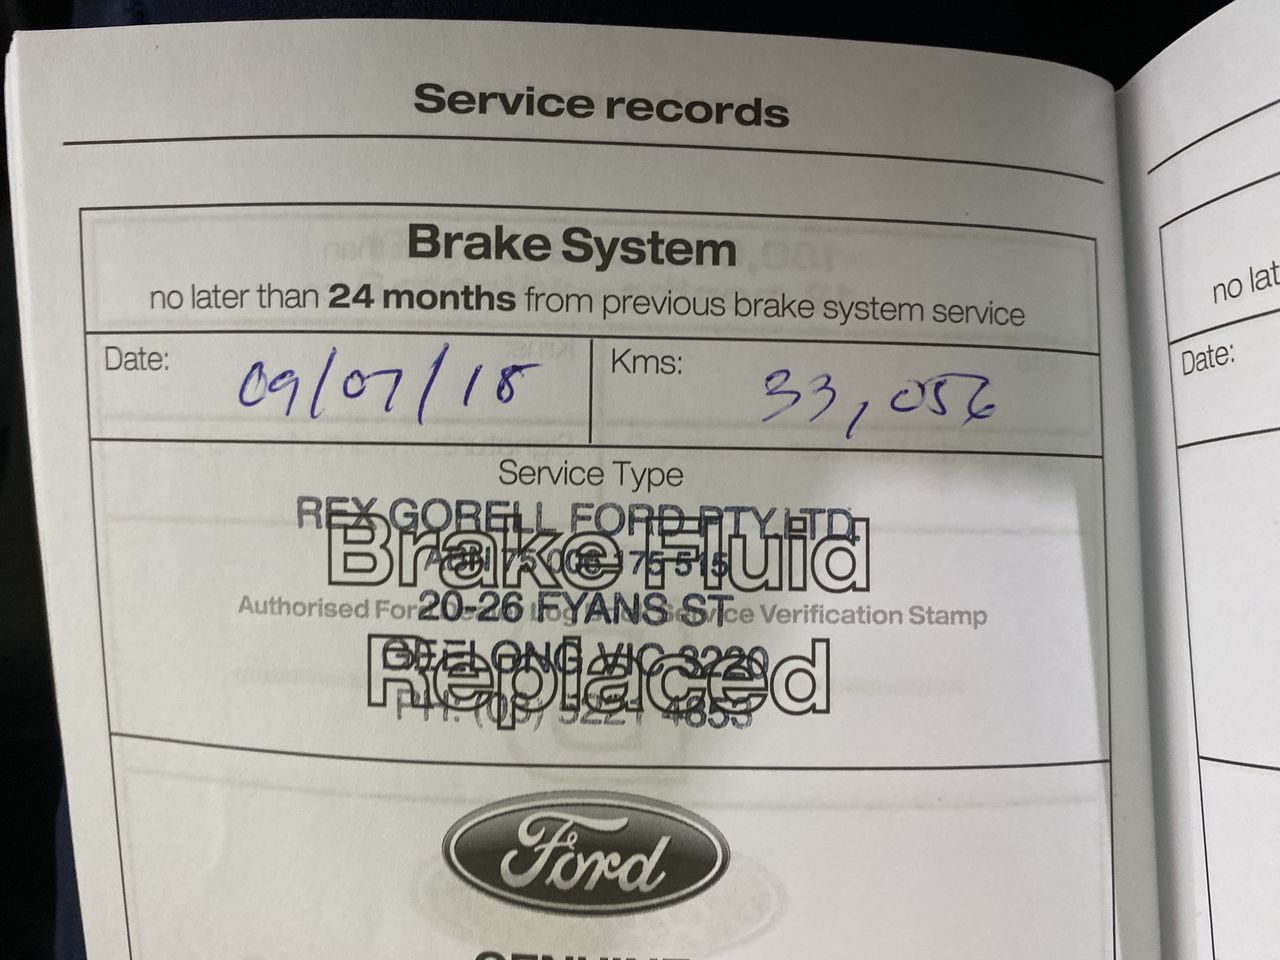 Service records
Brake System
no later than 24 months from previous brake system service
Date: 09/07/18
Kms: 33,056
Service Type
REX GORELL FORD PTY.LTD.
Brake Fluid
ABN 75 006 175 515
20-26 FYANS ST
Authorised Ford Service Verification Stamp
GEELONG VIC 3220
Replaced
PH: (03) 5221 4853
Ford
GENUINE
no lat
Date: